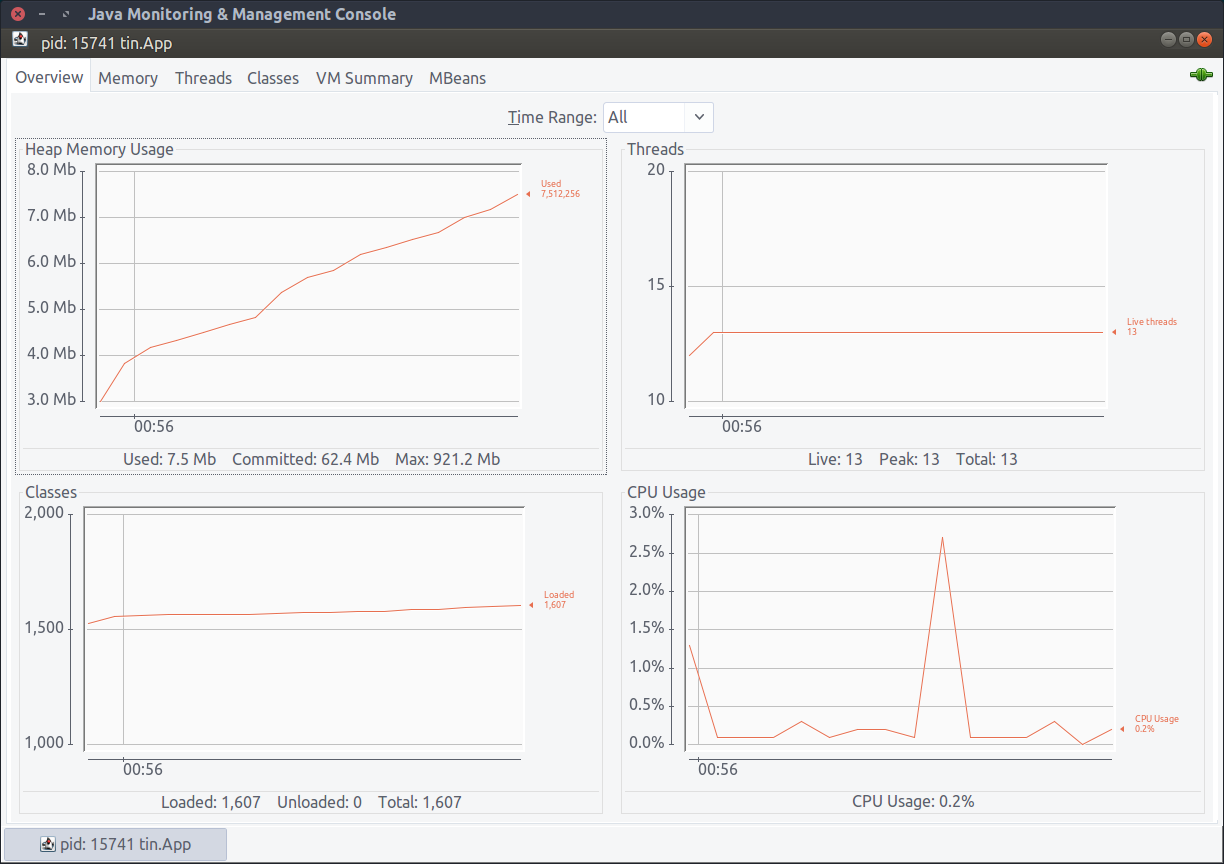 Java Monitoring & Management Console
pid: 15741 tin.App
Overview Memory Threads Classes VM Summary MBeans
Time Range: All
Heap Memory Usage
8.0 Mb
7.0 Mb
6.0 Mb
5.0 Mb
4.0 Mb
3.0 Mb
Used
7,512,256
00:56
Used: 7.5 Mb Committed: 62.4 Mb Max: 921.2 Mb
Threads
20
15
10
Live threads
13
00:56
Live: 13 Peak: 13 Total: 13
Classes
2,000
1,500
1,000
Loaded
1,607
00:56
Loaded: 1,607 Unloaded: 0 Total: 1,607
CPU Usage
3.0%
2.5%
2.0%
1.5%
1.0%
0.5%
0.0%
CPU Usage
0.2%
00:56
CPU Usage: 0.2%
pid: 15741 tin.App